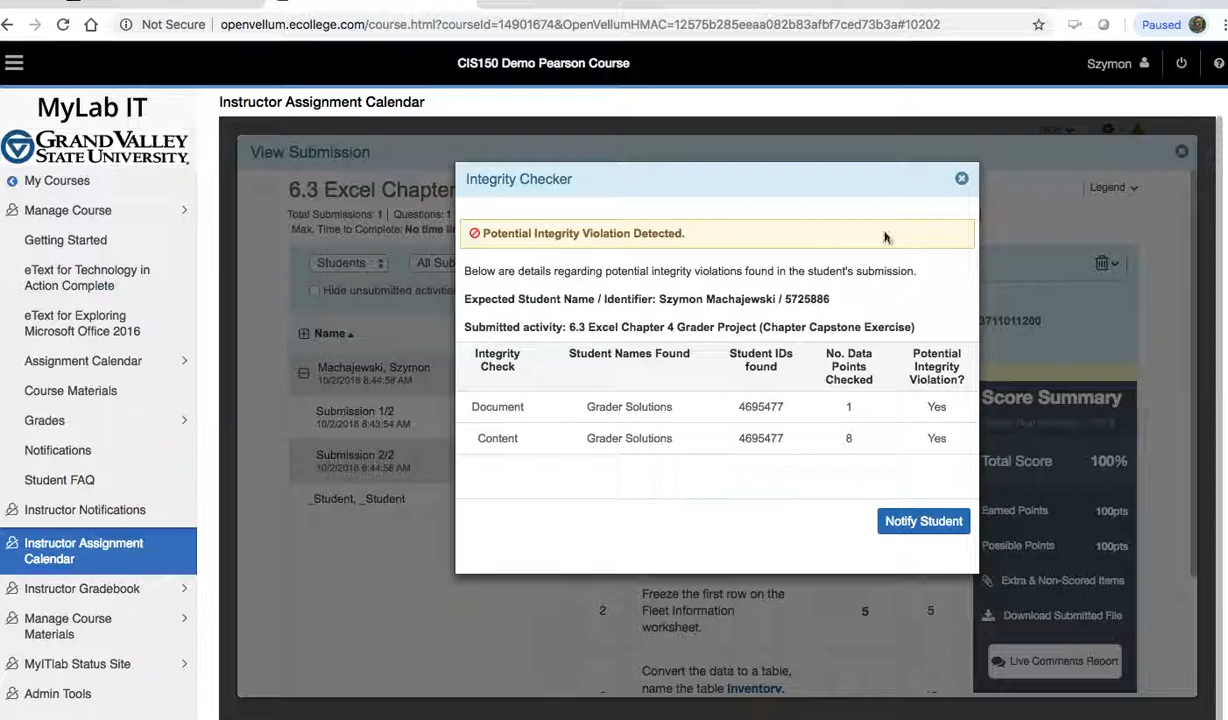 Not Secure
openvellum.ecollege.com/course.html?courseId=14901674&OpenVellumHMAC=12575b285eeaa082b83afbf7ced73b3a#10202
Paused
CIS150 Demo Pearson Course
Szymon
MyLab IT
GRAND VALLEY
STATE UNIVERSITY
My Courses
Manage Course
Getting Started
eText for Technology in
Action Complete
eText for Exploring
Microsoft Office 2016
Assignment Calendar
Course Materials
Grades
Notifications
Student FAQ
Instructor Notifications
Instructor Assignment
Calendar
Instructor Gradebook
Manage Course
Materials
MyITlab Status Site
Admin Tools
Instructor Assignment Calendar
View Submission
6.3 Excel Chapter
Legend
Total Submissions: 1 | Questions: 1
Max. Time to Complete: No time
Students
All Sub
Hide unsubmitted activities
Name
Machajewski, Szymon
10/2/2018 8:44:58 AM
Submission 1/2
10/2/2018 8:43:54 AM
Submission 2/2
10/2/2018 8:44:58 AM
_Student, _Student
Integrity Checker
Potential Integrity Violation Detected.
Below are details regarding potential integrity violations found in the student's submission.
Expected Student Name / Identifier: Szymon Machajewski / 5725886
Submitted activity: 6.3 Excel Chapter 4 Grader Project (Chapter Capstone Exercise)
Integrity Check Student Names Found Student IDs found No. Data Points Checked Potential Integrity Violation?
Document Grader Solutions 4695477 1 Yes
Content Grader Solutions 4695477 8 Yes
Notify Student
3711011200
Score Summary
Total Score 100%
Earned Points 100pts
Possible Points 100pts
Extra & Non-Scored Items
Download Submitted File
Live Comments Report
2 Freeze the first row on the Fleet Information worksheet. 5 5
Convert the data to a table,
name the table Inventory,